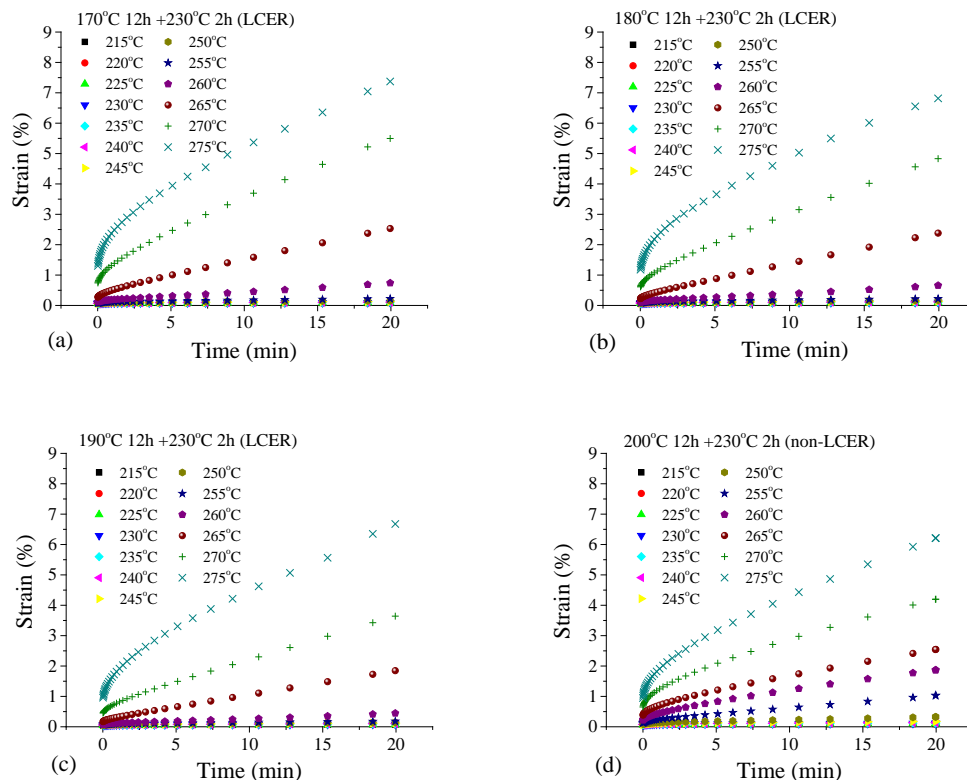 170°C 12h +230°C 2h (LCER)
215°C 250°C
220°C 255°C
225°C 260°C
230°C 265°C
235°C 270°C
240°C 275°C
245°C
Strain (%)
9
8
7
6
5
4
3
2
1
0
0 5 10 15 20
Time (min)
(a)
180°C 12h +230°C 2h (LCER)
215°C 250°C
220°C 255°C
225°C 260°C
230°C 265°C
235°C 270°C
240°C 275°C
245°C
Strain (%)
9
8
7
6
5
4
3
2
1
0
0 5 10 15 20
Time (min)
(b)
190°C 12h +230°C 2h (LCER)
215°C 250°C
220°C 255°C
225°C 260°C
230°C 265°C
235°C 270°C
240°C 275°C
245°C
Strain (%)
9
8
7
6
5
4
3
2
1
0
0 5 10 15 20
Time (min)
(c)
200°C 12h +230°C 2h (non-LCER)
215°C 250°C
220°C 255°C
225°C 260°C
230°C 265°C
235°C 270°C
240°C 275°C
245°C
Strain (%)
9
8
7
6
5
4
3
2
1
0
0 5 10 15 20
Time (min)
(d)